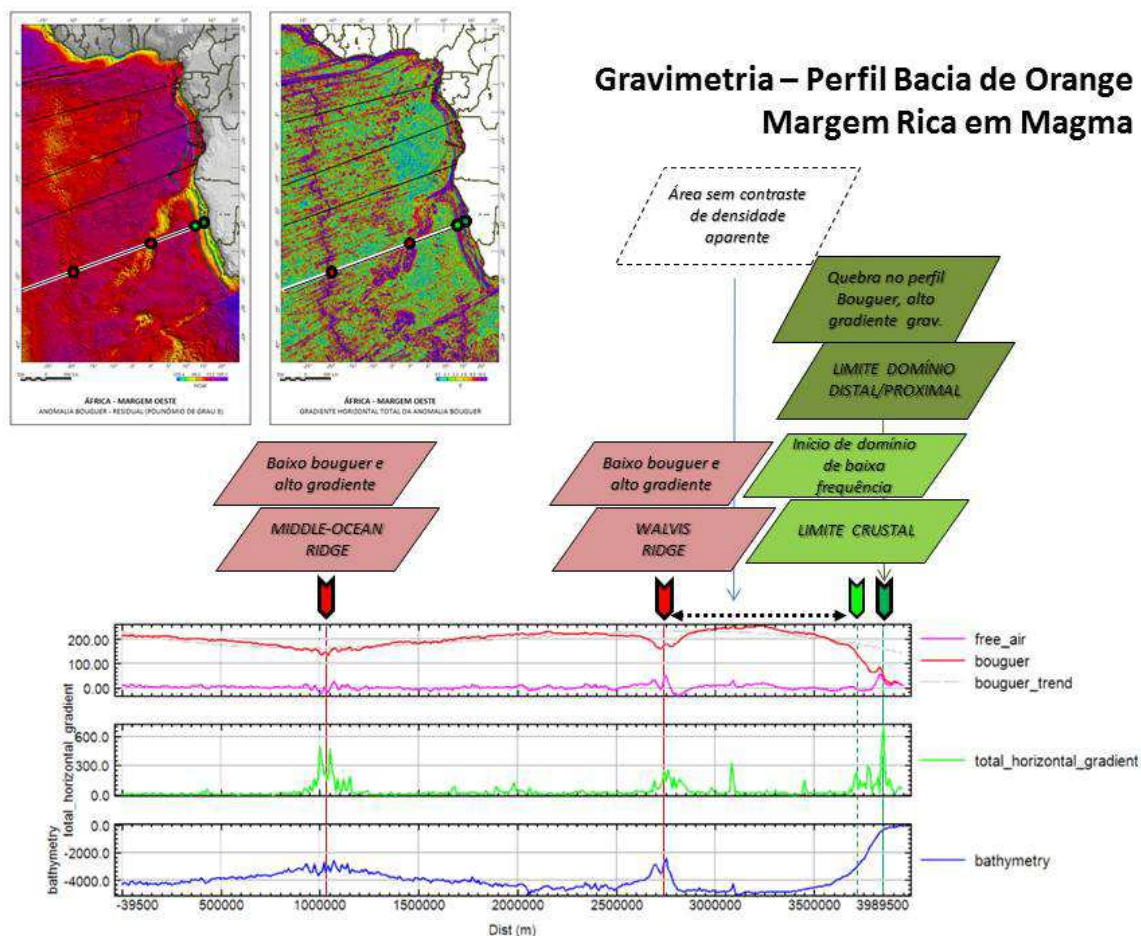 Gravimetria – Perfil Bacia de Orange
Margem Rica em Magma
ÁFRICA - MARGEM OESTE
ANOMALIA BOUGUER - RESIDUAL (POLINÔMIO DE GRAU 8)
ÁFRICA - MARGEM OESTE
GRADIENTE HORIZONTAL TOTAL DA ANOMALIA BOUGUER
Área sem contraste
de densidade
aparente
Quebra no perfil
Bouguer, alto
gradiente grav.
LIMITE DOMÍNIO
DISTAL/PROXIMAL
Baixo bouguer e
alto gradiente
MIDDLE-OCEAN
RIDGE
Baixo bouguer e
alto gradiente
WALVIS
RIDGE
Início de domínio
de baixa
frequência
LIMITE CRUSTAL
200.00
100.00
0.00
free_air
bouguer
bouguer_trend
600.0
300.0
0.0
total_horizontal_gradient
total_horizontal_gradient
0.0
-2000.0
-4000.0
bathymetry
bathymetry
-39500 500000 1000000 1500000 2000000 2500000 3000000 3500000 3989500
Dist (m)